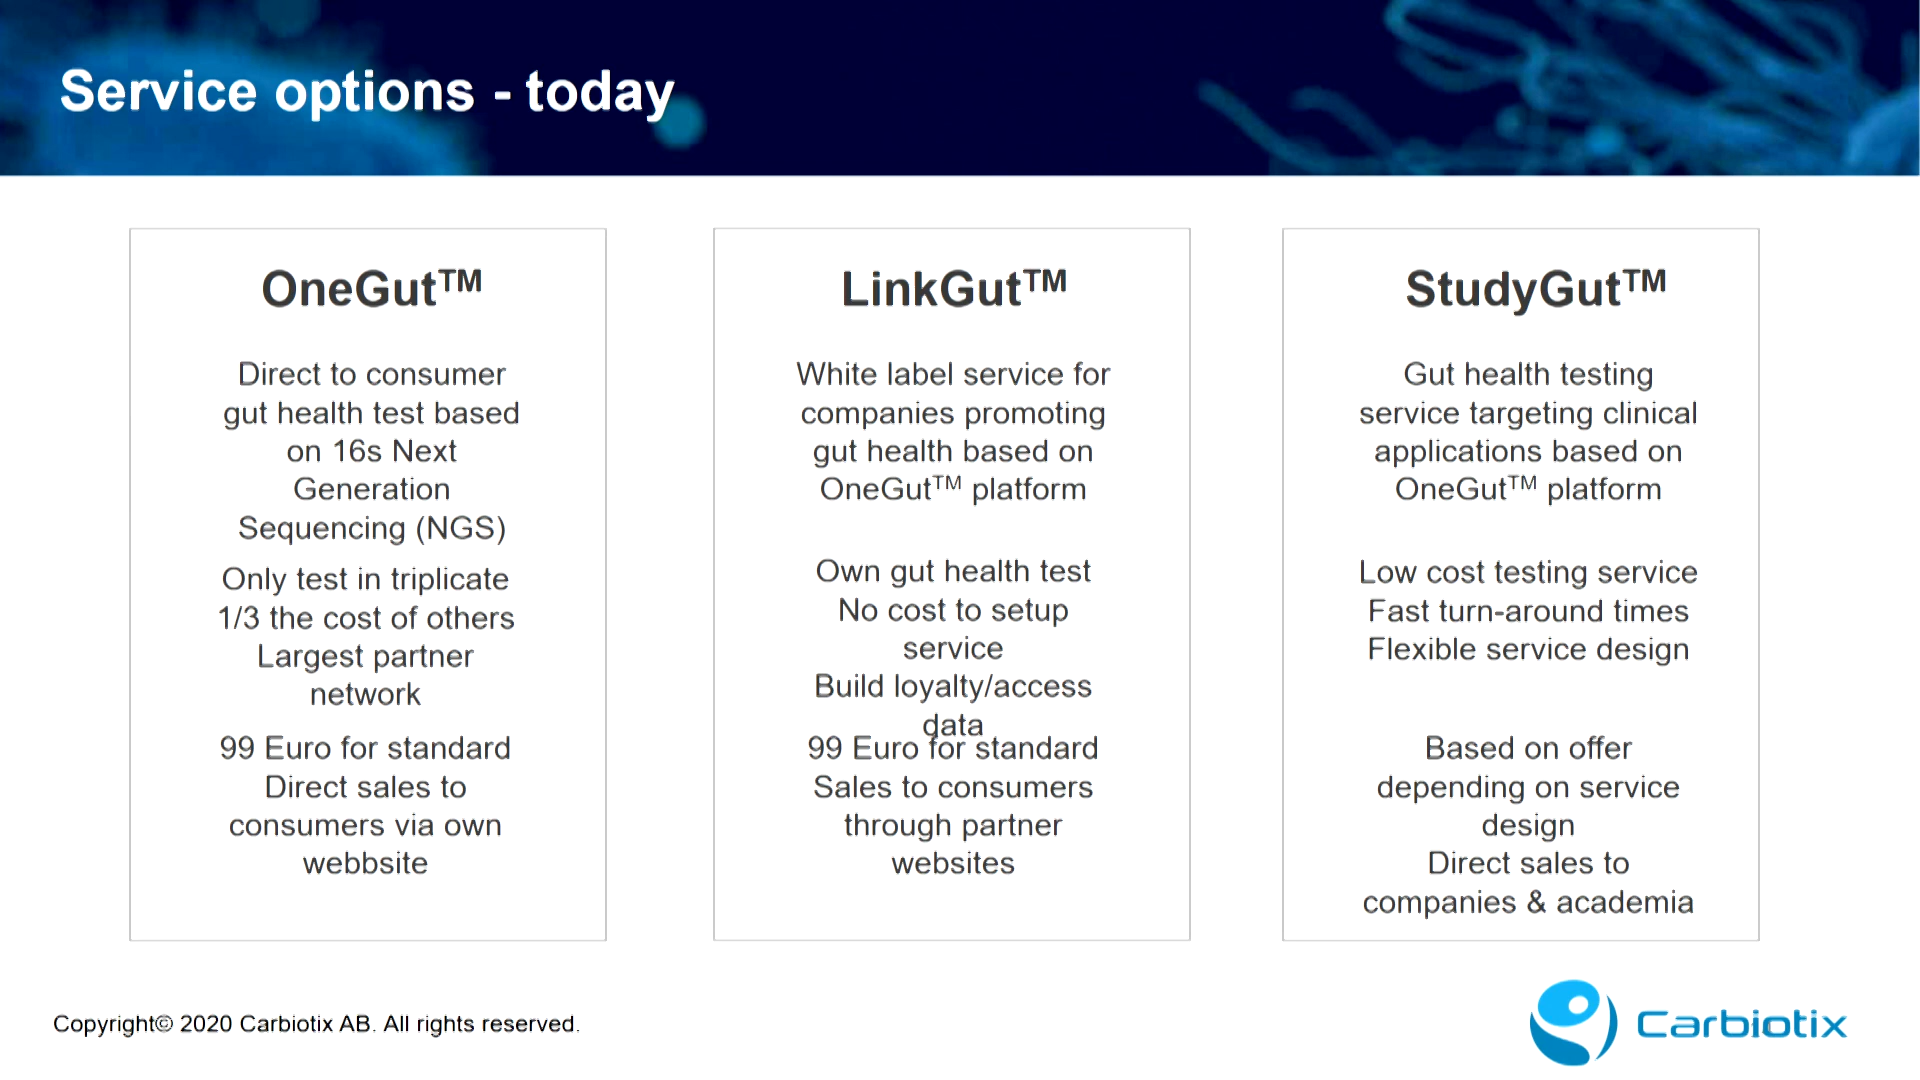 Service options - today
OneGut™
Direct to consumer
gut health test based
on 16s Next
Generation
Sequencing (NGS)
Only test in triplicate
1/3 the cost of others
Largest partner
network
99 Euro for standard
Direct sales to
consumers via own
webbsite
LinkGut™
White label service for
companies promoting
gut health based on
OneGut™ platform
Own gut health test
No cost to setup
service
Build loyalty/access
data
99 Euro for standard
Sales to consumers
through partner
websites
StudyGut™
Gut health testing
service targeting clinical
applications based on
OneGut™ platform
Low cost testing service
Fast turn-around times
Flexible service design
Based on offer
depending on service
design
Direct sales to
companies & academia
Copyright© 2020 Carbiotix AB. All rights reserved.
Carbiotix